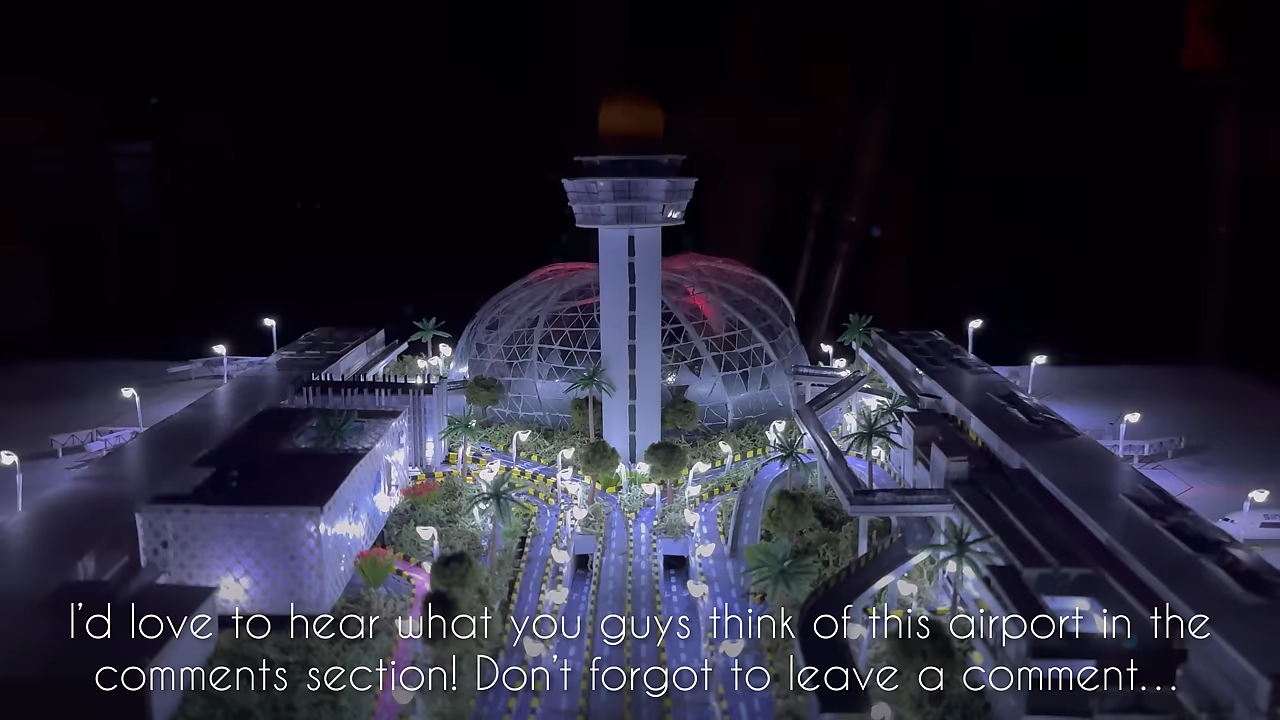 I'd love to hear what you guys think of this airport in the
comments section! Don't forgot to leave a comment...